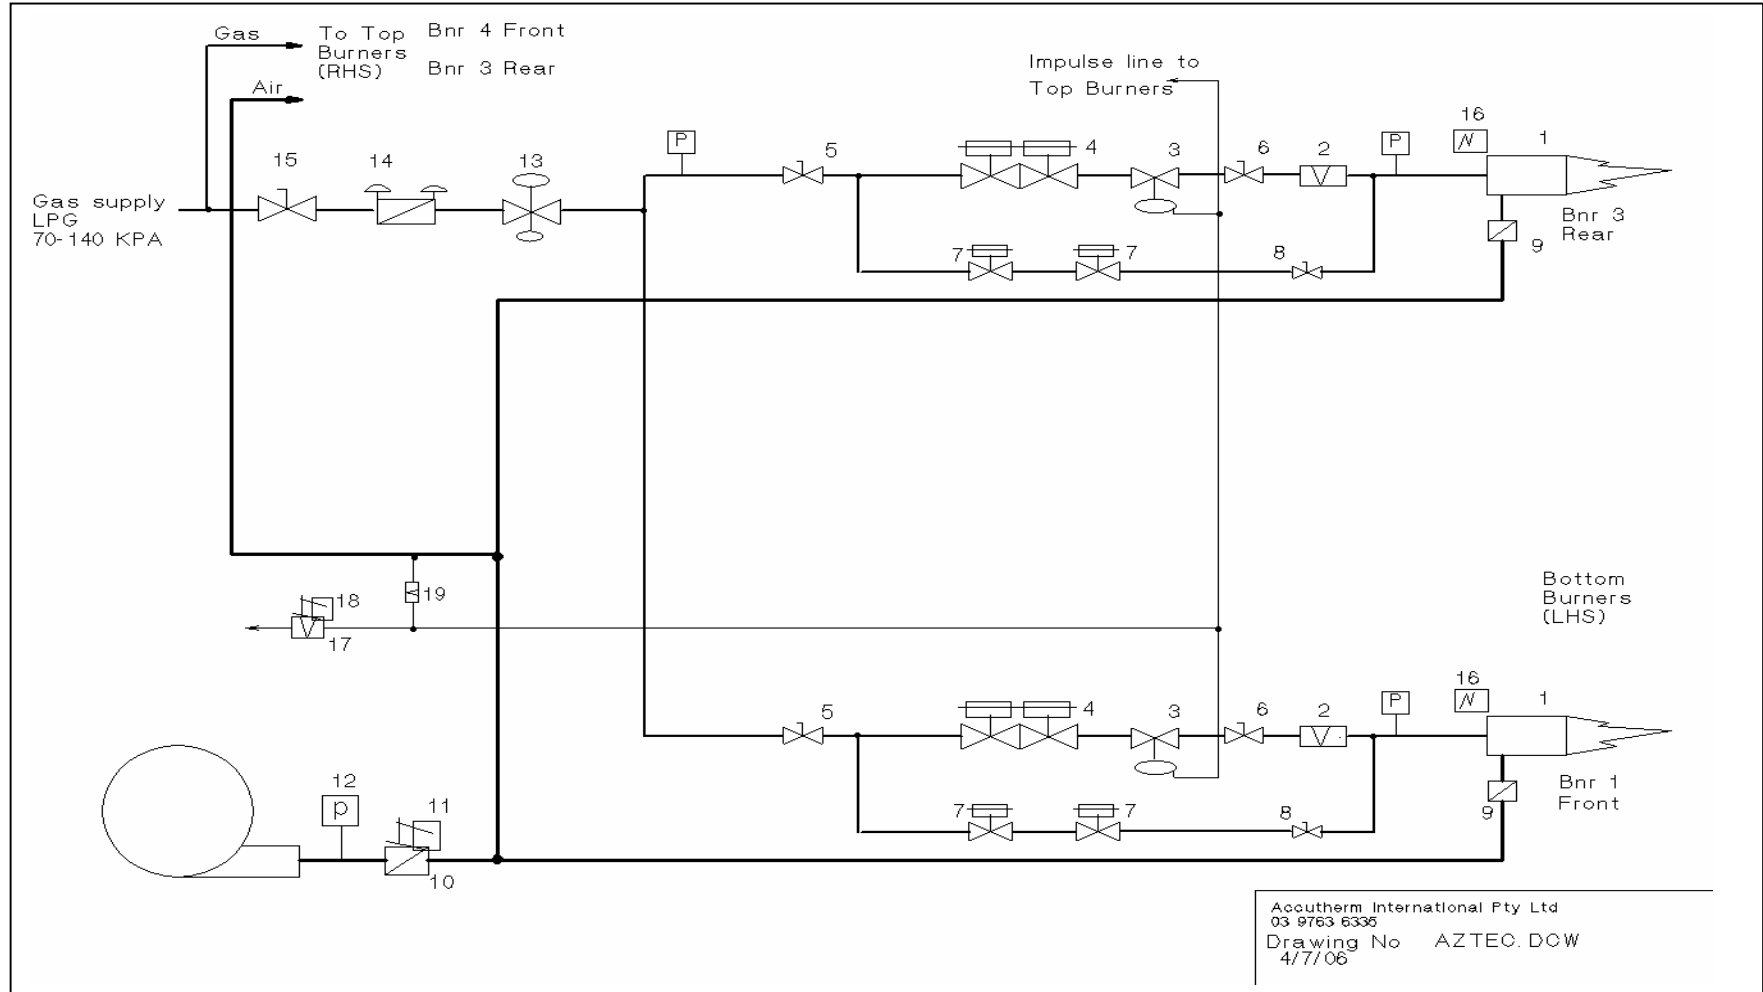 Gas
To Top
Burners
(RHS)
Bnr 4 Front
Bnr 3 Rear
Air
Impulse line to
Top Burners
15
14
13
P
5
4
3
6
2
P
16
1
Gas supply
LPG
70-140 KPA
Bnr 3
Rear
7
7
8
9
18
19
17
Bottom
Burners
(LHS)
5
4
3
6
2
P
16
1
12
p
11
10
7
7
8
9
Bnr 1
Front
Accutherm International Pty Ltd
03 9763 6335
Drawing No AZTEC.DCW
4/7/06